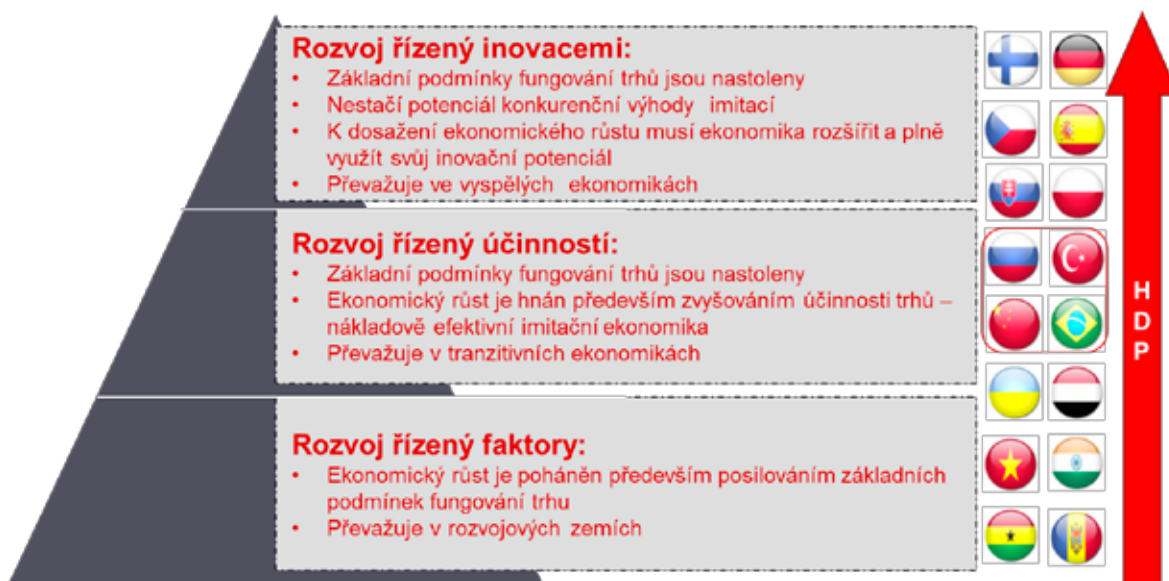 Rozvoj řízený inovacemi:
• Základní podmínky fungování trhů jsou nastoleny
• Nestačí potenciál konkurenční výhody imitací
• K dosažení ekonomického růstu musí ekonomika rozšířit a plně
využít svůj inovační potenciál
• Převažuje ve vyspělých ekonomikách
Rozvoj řízený účinností:
• Základní podmínky fungování trhů jsou nastoleny
• Ekonomický růst je hnán především zvyšováním účinnosti trhů –
nákladově efektivní imitační ekonomika
• Převažuje v tranzitivních ekonomikách
Rozvoj řízený faktory:
• Ekonomický růst je poháněn především posilováním základních
podmínek fungování trhu
• Převažuje v rozvojových zemích
H
D
P